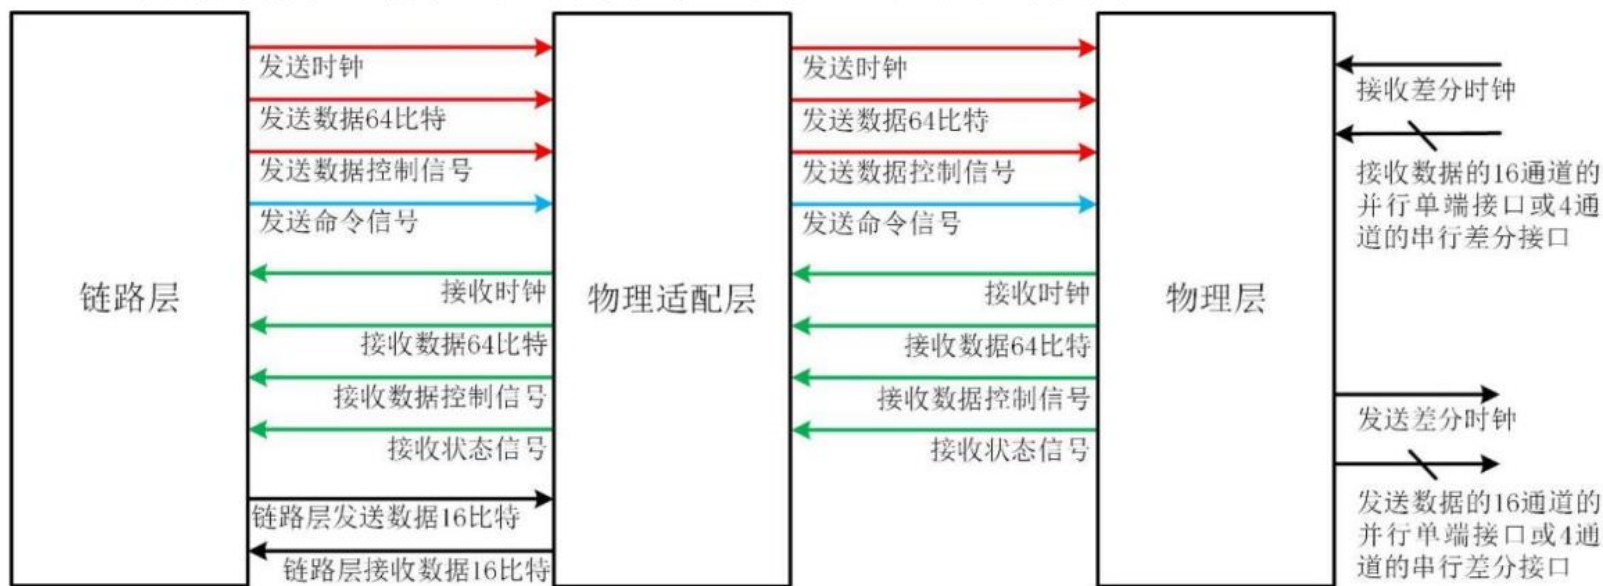 链路层
发送时钟
发送数据64比特
发送数据控制信号
发送命令信号
接收时钟
接收数据64比特
接收数据控制信号
接收状态信号
链路层发送数据16比特
链路层接收数据16比特
物理适配层
发送时钟
发送数据64比特
发送数据控制信号
发送命令信号
接收时钟
接收数据64比特
接收数据控制信号
接收状态信号
物理层
接收差分时钟
接收数据的16通道的
并行单端接口或4通
道的串行差分接口
发送差分时钟
发送数据的16通道的
并行单端接口或4通
道的串行差分接口